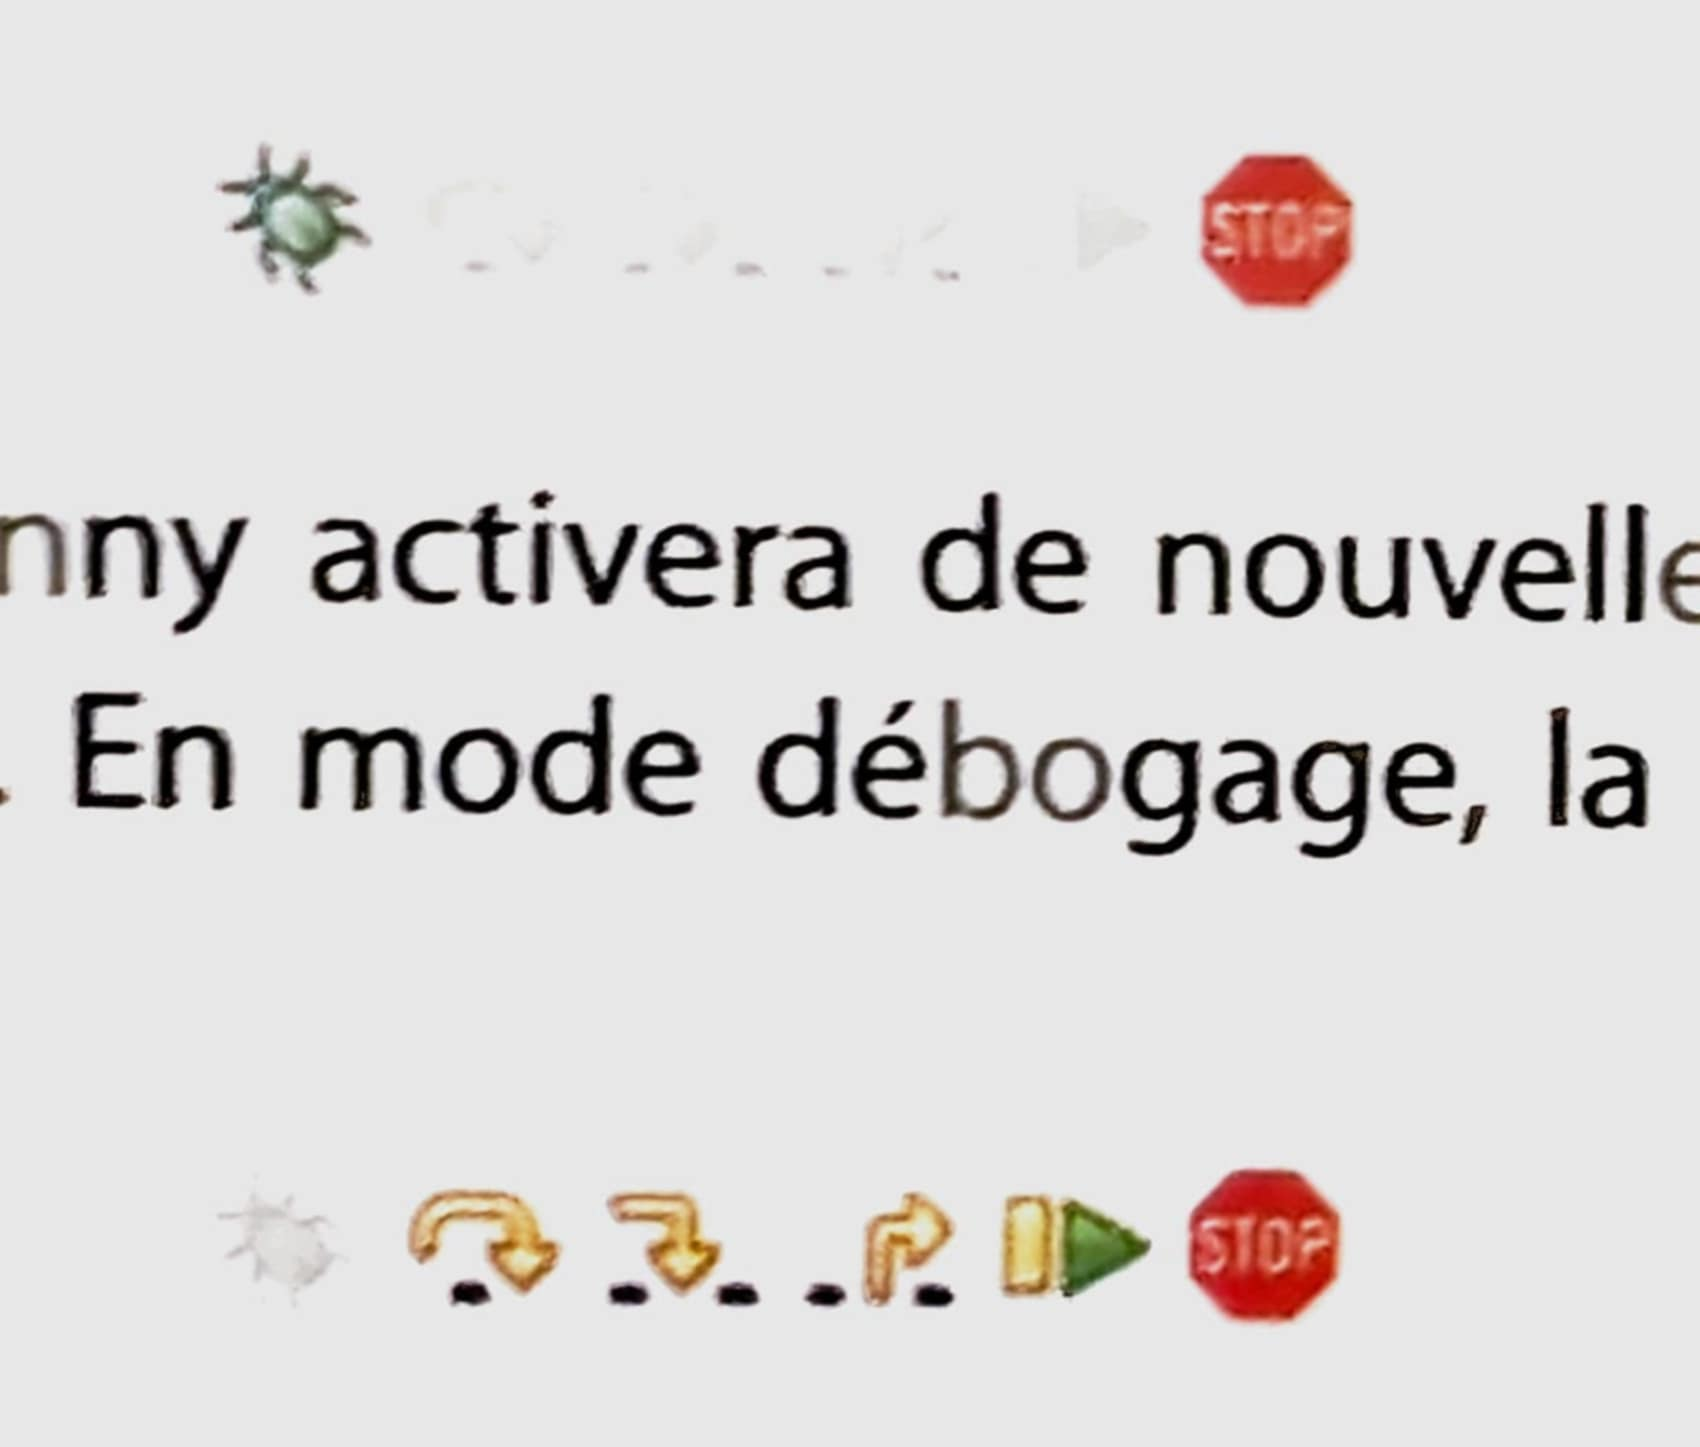 STOP
nny activera de nouvelle
. En mode débogage, la
STOP